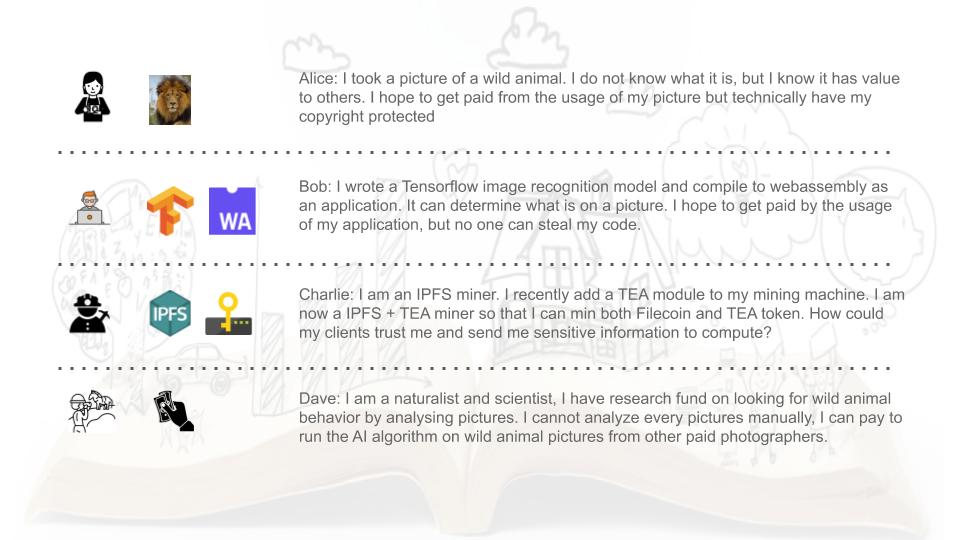 Alice: I took a picture of a wild animal. I do not know what it is, but I know it has value
to others. I hope to get paid from the usage of my picture but technically have my
copyright protected
Bob: I wrote a Tensorflow image recognition model and compile to webassembly as
an application. It can determine what is on a picture. I hope to get paid by the usage
of my application, but no one can steal my code.
WA
Charlie: I am an IPFS miner. I recently add a TEA module to my mining machine. I am
now a IPFS + TEA miner so that I can min both Filecoin and TEA token. How could
my clients trust me and send me sensitive information to compute?
IPFS
Dave: I am a naturalist and scientist, I have research fund on looking for wild animal
behavior by analysing pictures. I cannot analyze every pictures manually, I can pay to
run the AI algorithm on wild animal pictures from other paid photographers.